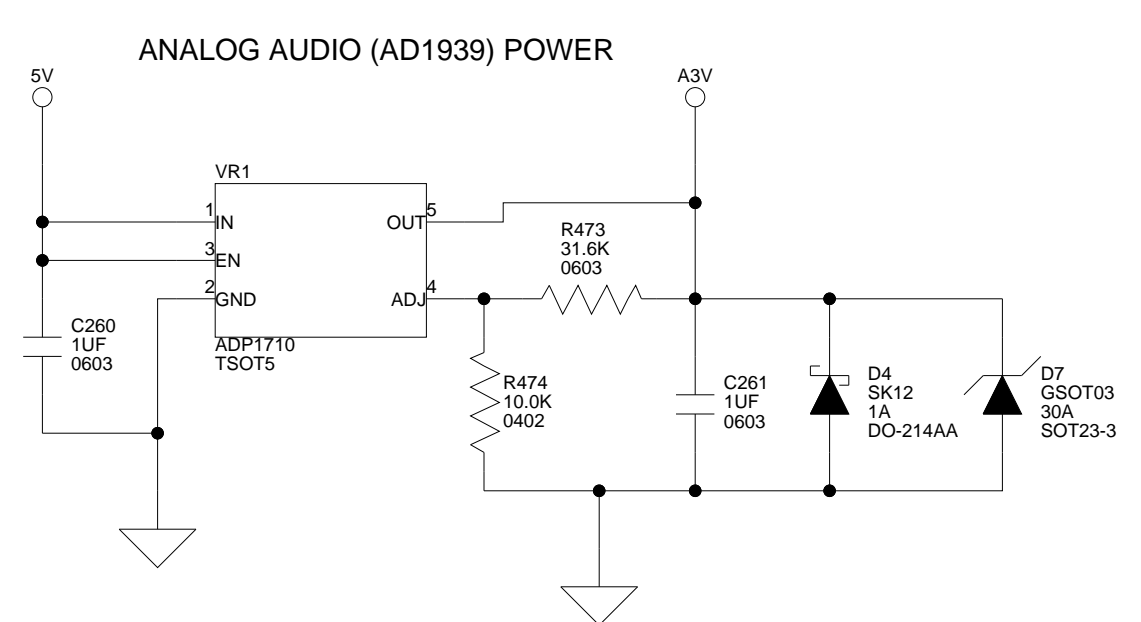 ANALOG AUDIO (AD1939) POWER
5V
A3V
VR1
1
IN
OUT
5
3
EN
2
GND
ADJ
4
ADP1710
TSOT5
R473
31.6K
0603
C260
1UF
0603
R474
10.0K
0402
C261
1UF
0603
D4
SK12
1A
DO-214AA
D7
GSOT03
30A
SOT23-3